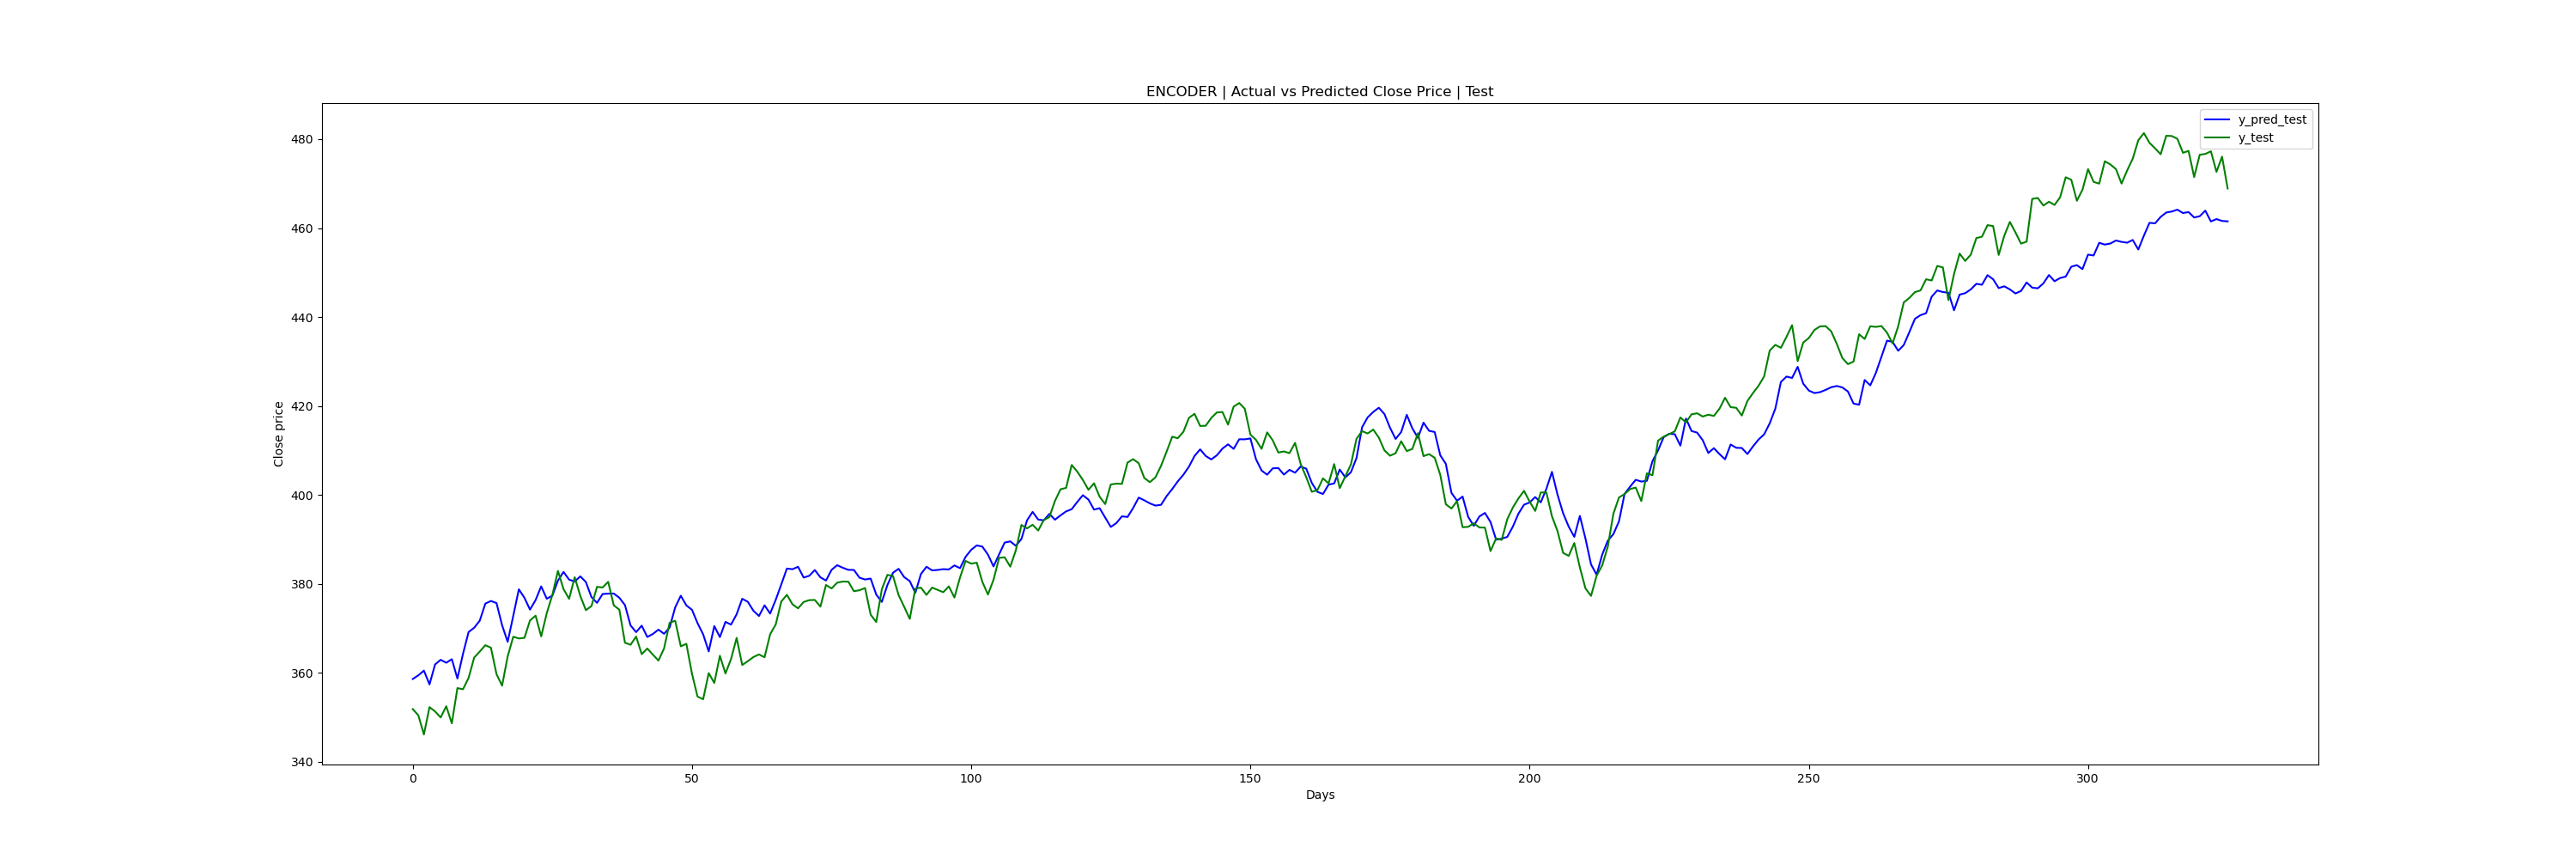 ENCODER | Actual vs Predicted Close Price | Test
y_pred_test
y_test
480
460
440
420
400
380
360
340
Close price
0 50 100 150 200 250 300
Days